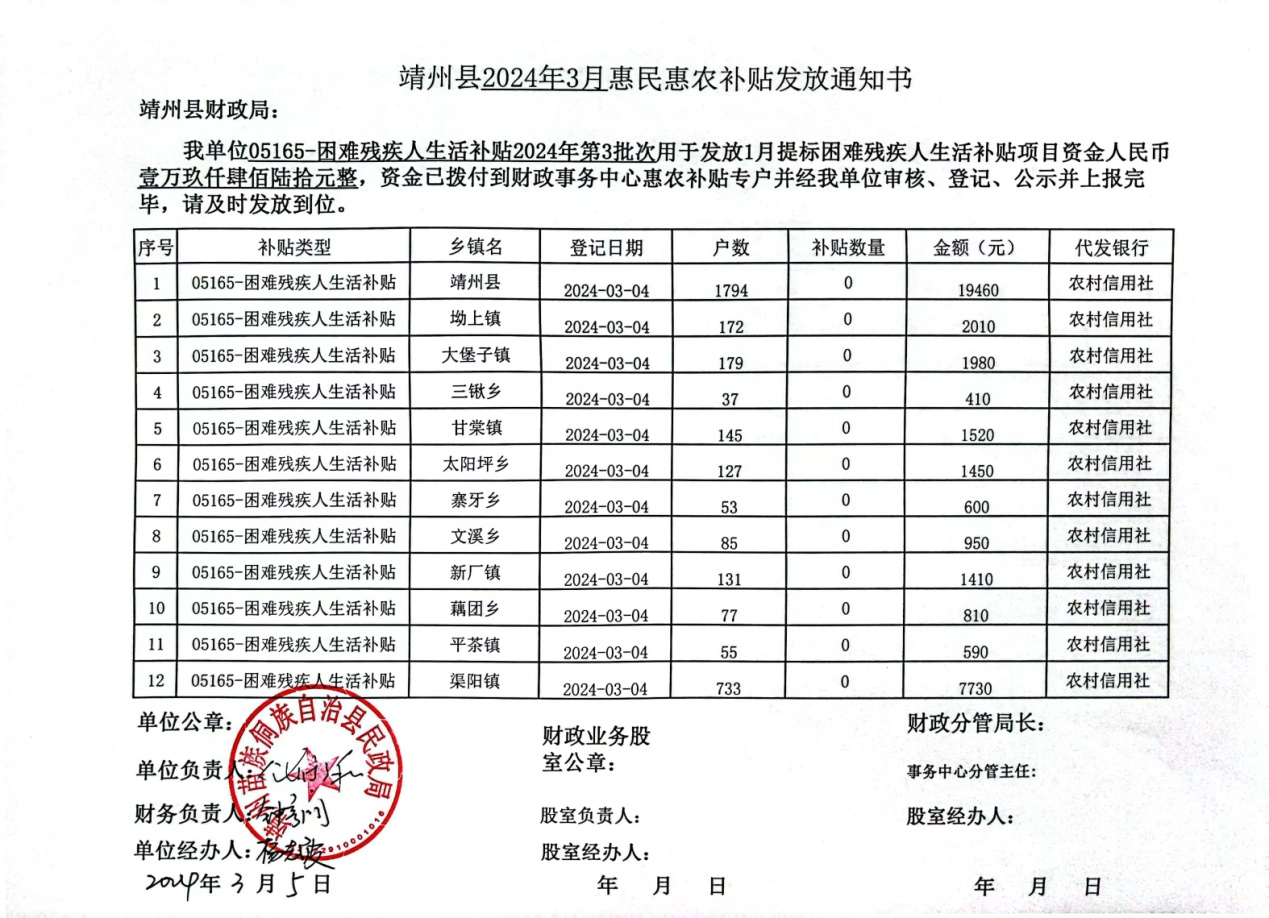 靖州县2024年3月惠民惠农补贴发放通知书
靖州县财政局：
我单位05165-困难残疾人生活补贴2024年第3批次用于发放1月提标困难残疾人生活补贴项目资金人民币
壹万玖仟肆佰陆拾元整，资金已拨付到财政事务中心惠农补贴专户并经我单位审核、登记、公示并上报完
毕，请及时发放到位。
序号 补贴类型 乡镇名 登记日期 户数 补贴数量 金额（元） 代发银行
1 05165-困难残疾人生活补贴 靖州县 2024-03-04 1794 0 19460 农村信用社
2 05165-困难残疾人生活补贴 坳上镇 2024-03-04 172 0 2010 农村信用社
3 05165-困难残疾人生活补贴 大堡子镇 2024-03-04 179 0 1980 农村信用社
4 05165-困难残疾人生活补贴 三锹乡 2024-03-04 37 0 410 农村信用社
5 05165-困难残疾人生活补贴 甘棠镇 2024-03-04 145 0 1520 农村信用社
6 05165-困难残疾人生活补贴 太阳坪乡 2024-03-04 127 0 1450 农村信用社
7 05165-困难残疾人生活补贴 寨牙乡 2024-03-04 53 0 600 农村信用社
8 05165-困难残疾人生活补贴 文溪乡 2024-03-04 85 0 950 农村信用社
9 05165-困难残疾人生活补贴 新厂镇 2024-03-04 131 0 1410 农村信用社
10 05165-困难残疾人生活补贴 藕团乡 2024-03-04 77 0 810 农村信用社
11 05165-困难残疾人生活补贴 平茶镇 2024-03-04 55 0 590 农村信用社
12 05165-困难残疾人生活补贴 渠阳镇 2024-03-04 733 0 7730 农村信用社
单位公章： 财政业务股 财政分管局长：
室公章：
单位负责人： 事务中心分管主任：
财务负责人： 股室负责人： 股室经办人：
单位经办人： 股室经办人：
2024年3月5日 年 月 日 年 月 日
苗族侗族自治县民政局